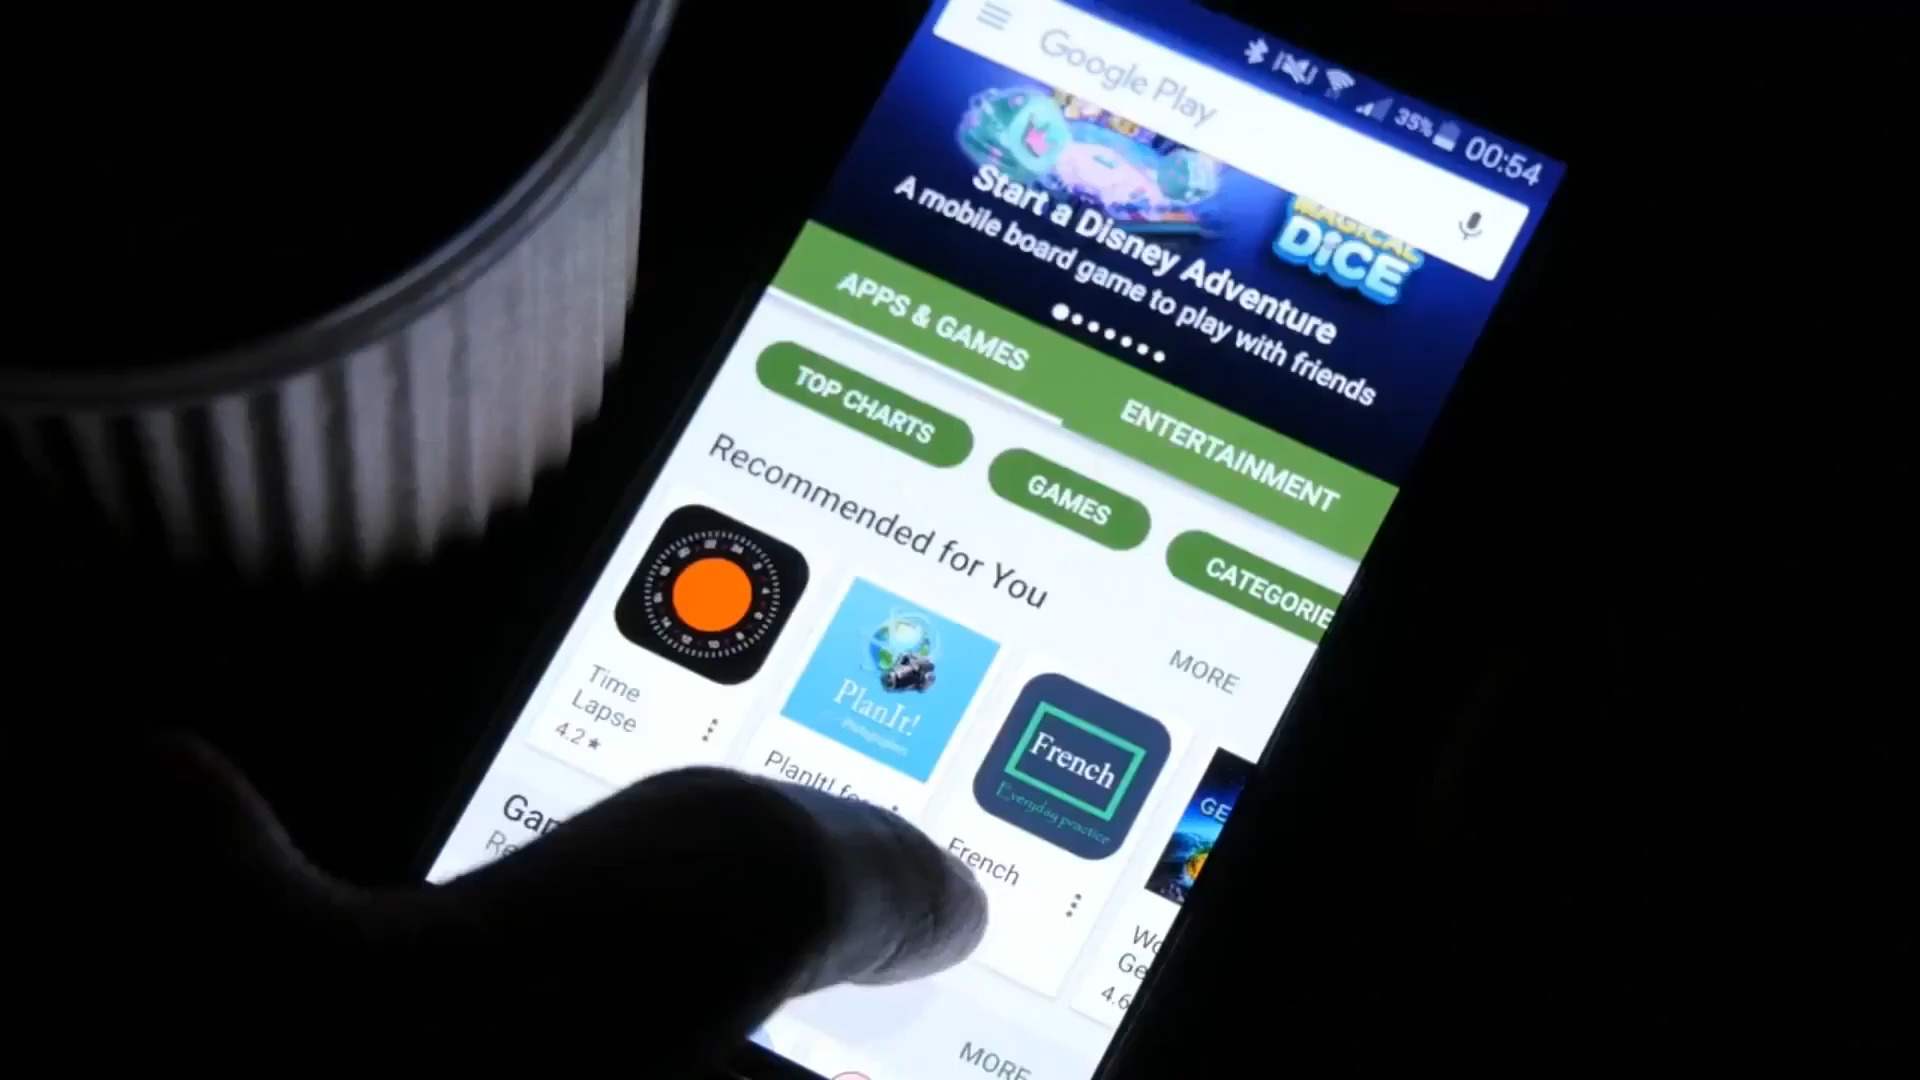 Google Play
35%
00:54
MAGICAL
DICE
Start a Disney Adventure
A mobile board game to play with friends
APPS & GAMES
ENTERTAINMENT
TOP CHARTS
GAMES
CATEGORIE
Recommended for You
MORE
PlanIt!
French
Everyday practice
GE
Time
Lapse
4.2★
PlanIt! for
French
Wo
Ge
4.6
Gam
Re
MORE